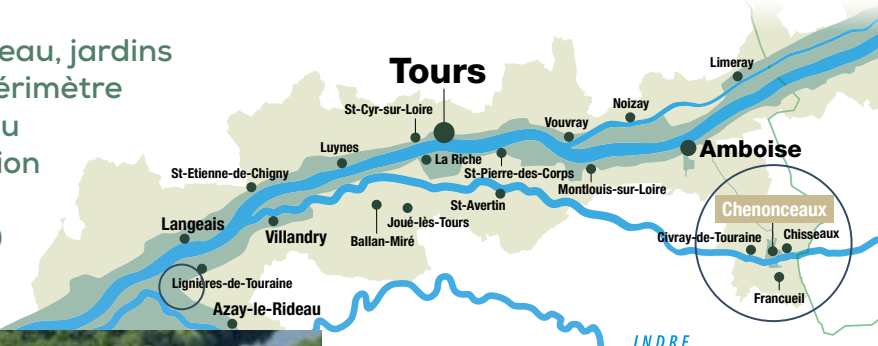 eau, jardins
érimètre
u
ion
)
Tours
St-Cyr-sur-Loire
Limeray
Noizay
Vouvray
Luynes
La Riche
St-Pierre-des-Corps
Amboise
St-Etienne-de-Chigny
Montlouis-sur-Loire
St-Avertin
Chenonceaux
Langeais
Villandry
Joué-lès-Tours
Ballan-Miré
Civray-de-Touraine
Chisseaux
Lignières-de-Touraine
Francueil
Azay-le-Rideau
INDRE